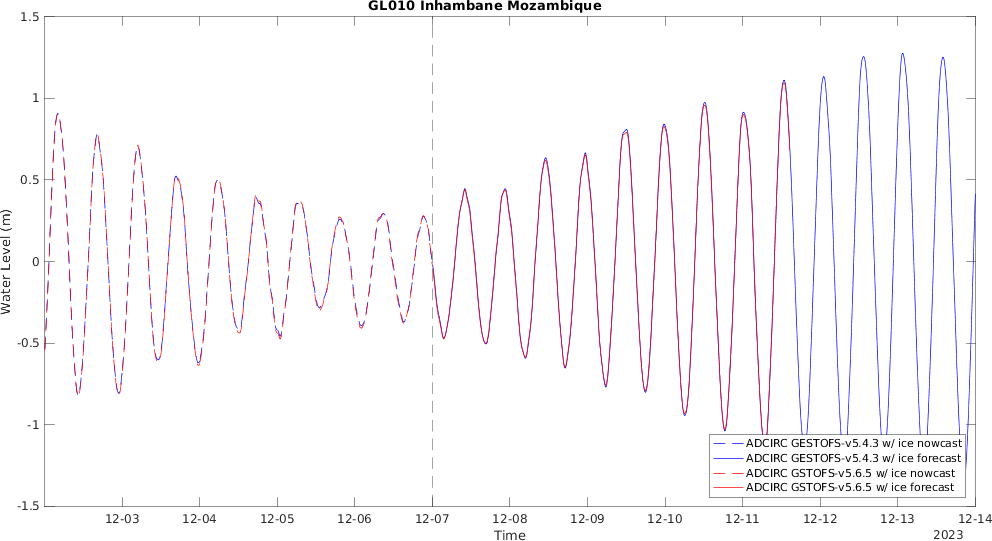 GL010 Inhambane Mozambique
1.5
1
0.5
0
-0.5
-1
-1.5
Water Level (m)
ADCIRC GESTOFS-v5.4.3 w/ ice nowcast
ADCIRC GESTOFS-v5.4.3 w/ ice forecast
ADCIRC GSTOFS-v5.6.5 w/ ice nowcast
ADCIRC GSTOFS-v5.6.5 w/ ice forecast
12-03 12-04 12-05 12-06 12-07 12-08 12-09 12-10 12-11 12-12 12-13 12-14
Time
2023